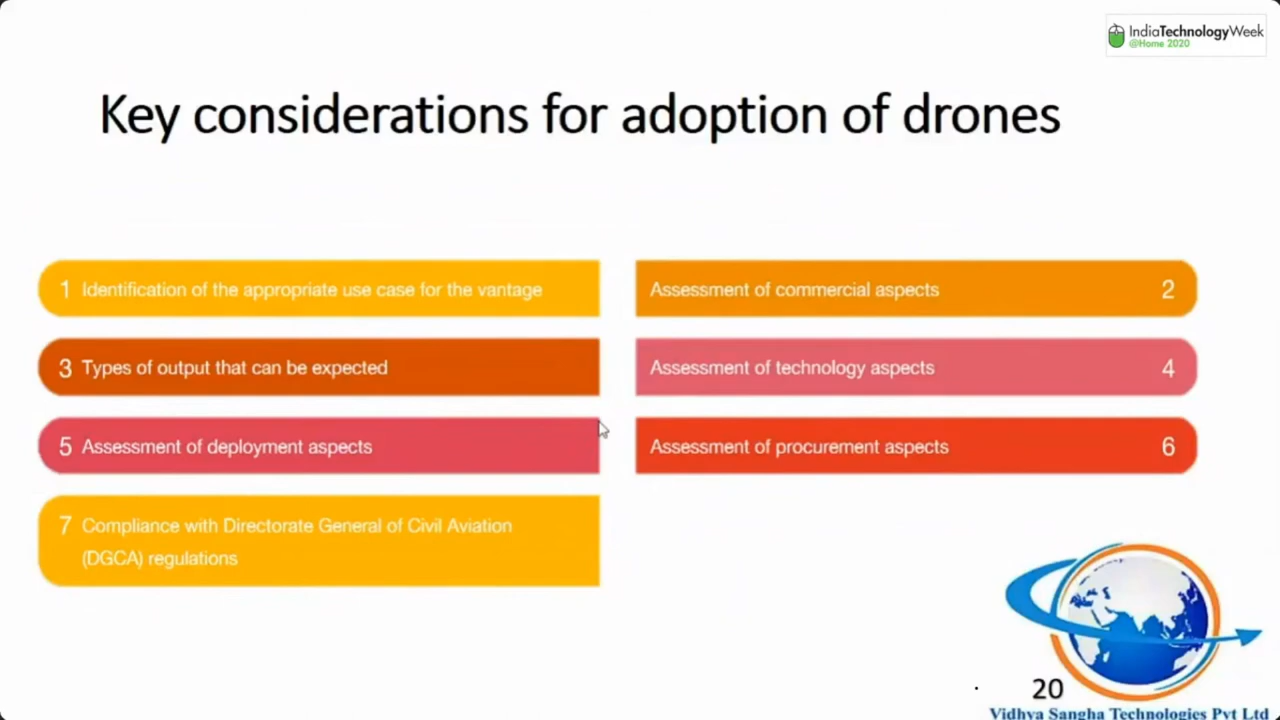 IndiaTechnologyWeek
@Home 2020
Key considerations for adoption of drones
1 Identification of the appropriate use case for the vantage
Assessment of commercial aspects 2
3 Types of output that can be expected
Assessment of technology aspects 4
5 Assessment of deployment aspects
Assessment of procurement aspects 6
7 Compliance with Directorate General of Civil Aviation
(DGCA) regulations
20
Vidhya Sangha Technologies Pvt Ltd